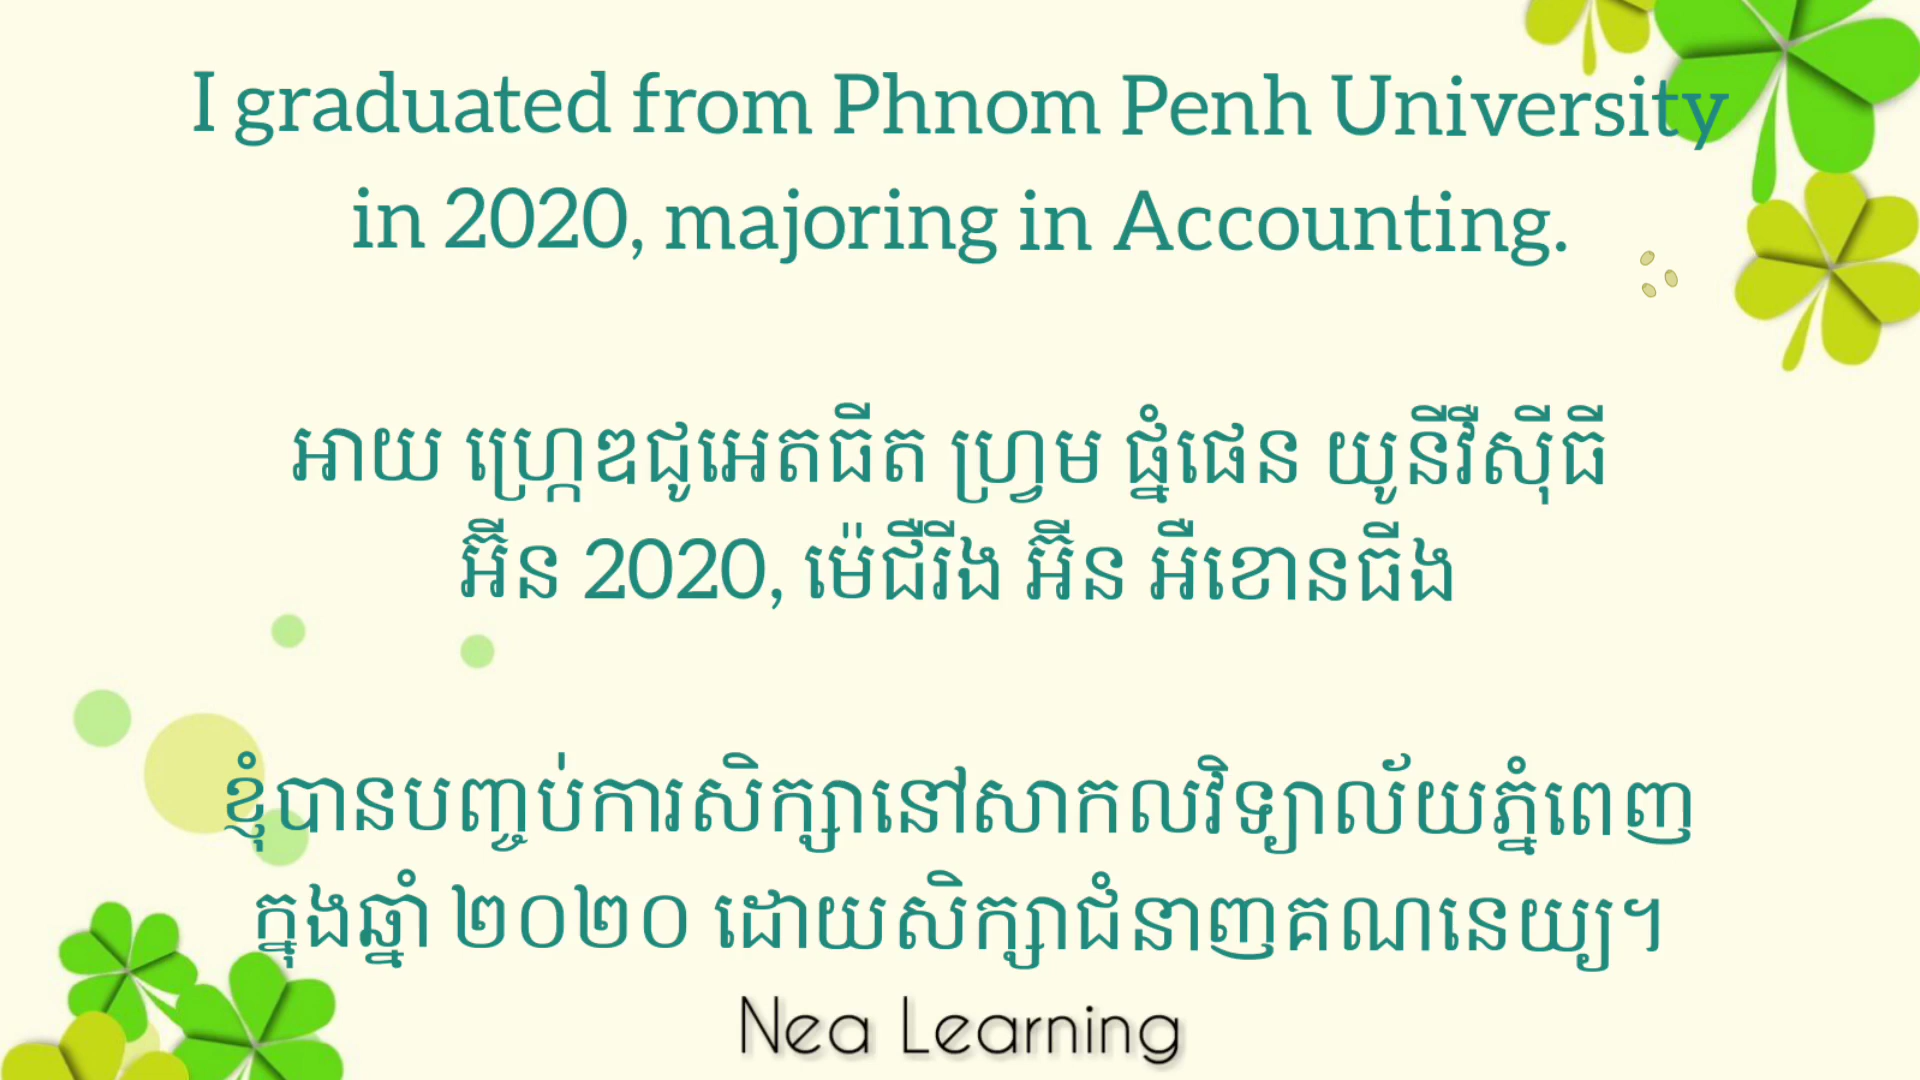 I graduated from Phnom Penh University
in 2020, majoring in Accounting.
អាយ ហ្គ្រេឌជូអេតធីត ហ្វ្រម ផ្នំផេន យូនីវឺស៊ីធី
អ៊ីន 2020, ម៉េជឺរីង អ៊ីន អឺខោនធីង
ខ្ញុំបានបញ្ចប់ការសិក្សានៅសាកលវិទ្យាល័យភ្នំពេញ
ក្នុងឆ្នាំ ២០២០ ដោយសិក្សាជំនាញគណនេយ្យ។
Nea Learning